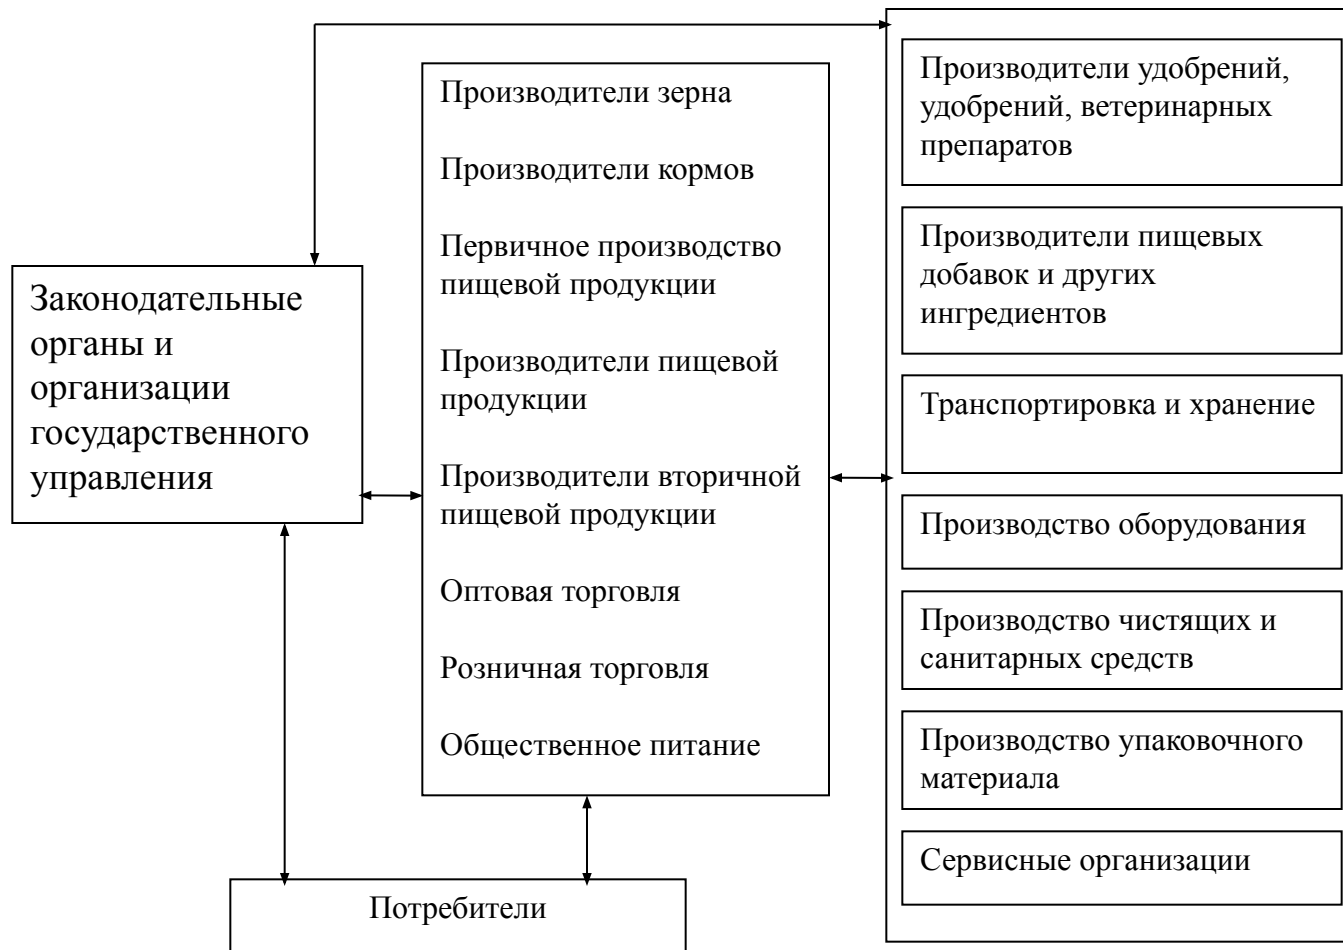 Законодательные
органы и
организации
государственного
управления
Производители зерна
Производители кормов
Первичное производство
пищевой продукции
Производители пищевой
продукции
Производители вторичной
пищевой продукции
Оптовая торговля
Розничная торговля
Общественное питание
Производители удобрений,
удобрений, ветеринарных
препаратов
Производители пищевых
добавок и других
ингредиентов
Транспортировка и хранение
Производство оборудования
Производство чистящих и
санитарных средств
Производство упаковочного
материала
Сервисные организации
Потребители